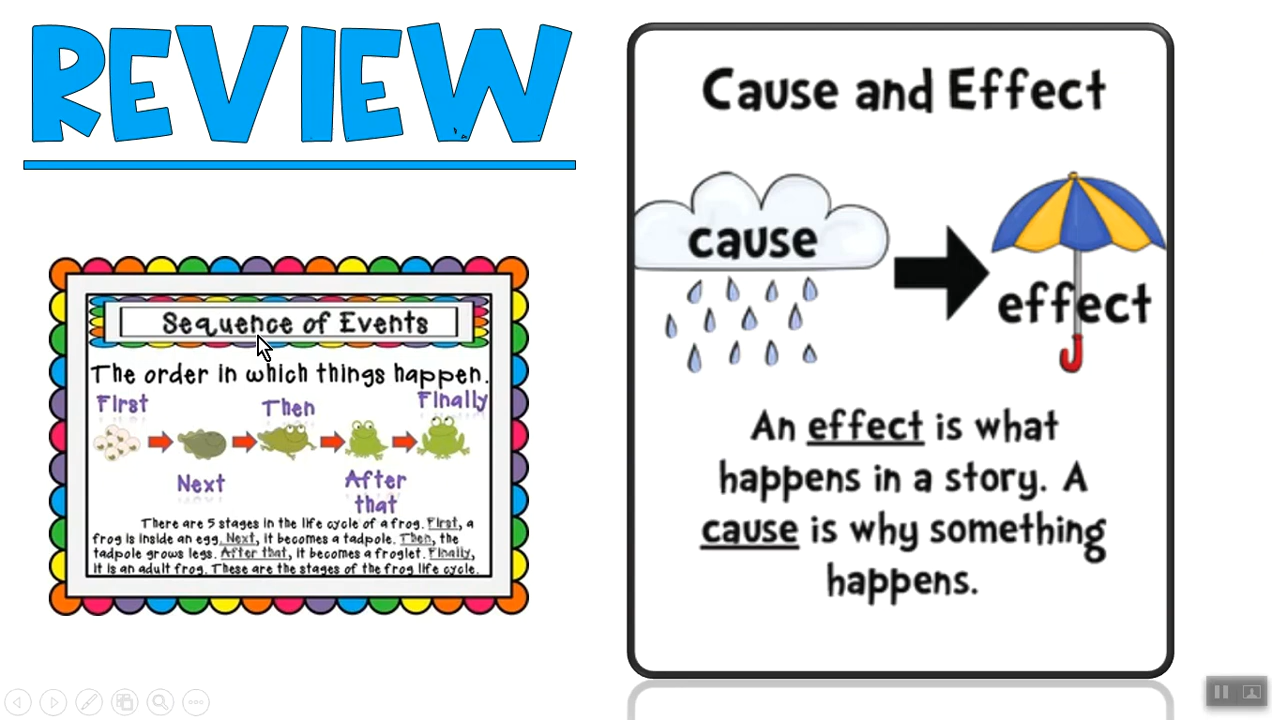 REVIEW
Sequence of Events
The order in which things happen.
First
Then
Finally
Next
After
that
There are 5 stages in the life cycle of a frog. First, a
frog is inside an egg. Next, it becomes a tadpole. Then, the
tadpole grows legs. After that, it becomes a froglet. Finally,
it is an adult frog. These are the stages of the frog life cycle.
Cause and Effect
cause
effect
An effect is what
happens in a story. A
cause is why something
happens.